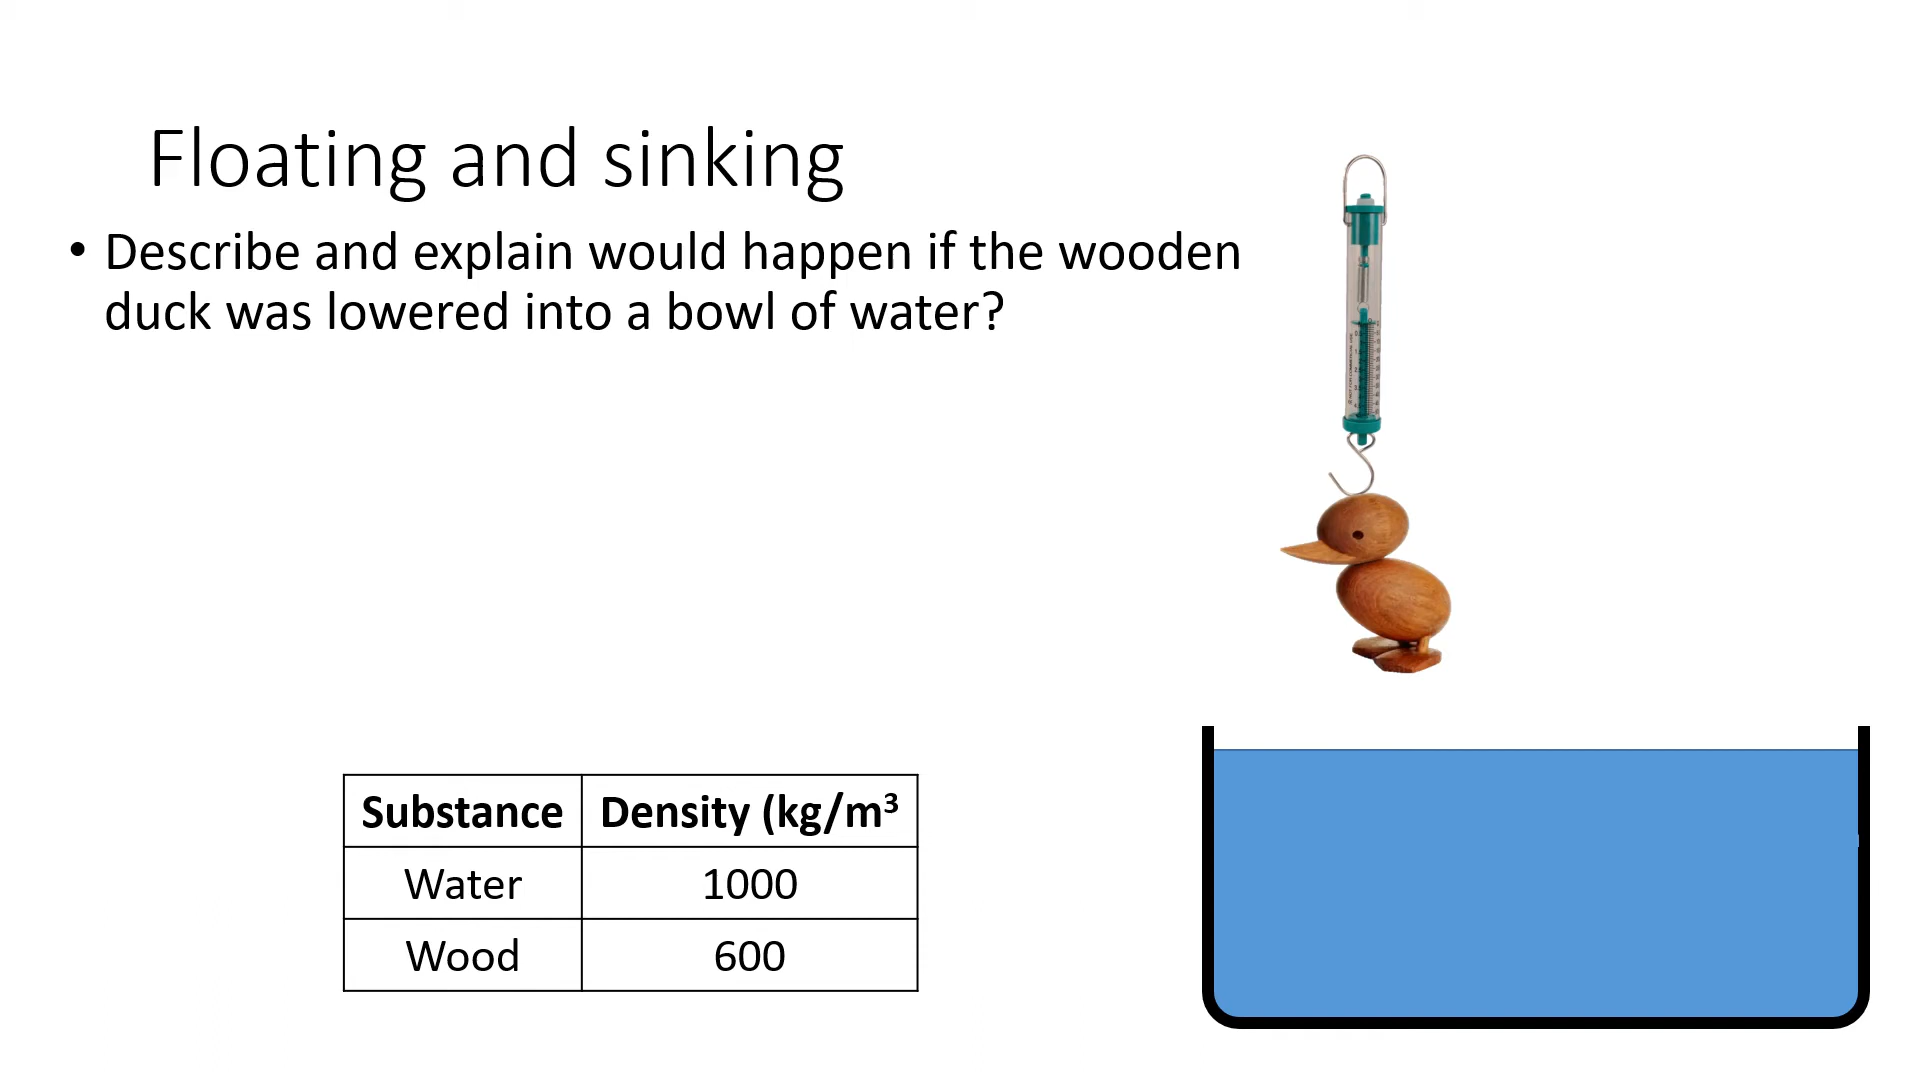 Floating and sinking
• Describe and explain would happen if the wooden
duck was lowered into a bowl of water?
Substance Density (kg/m³
Water 1000
Wood 600